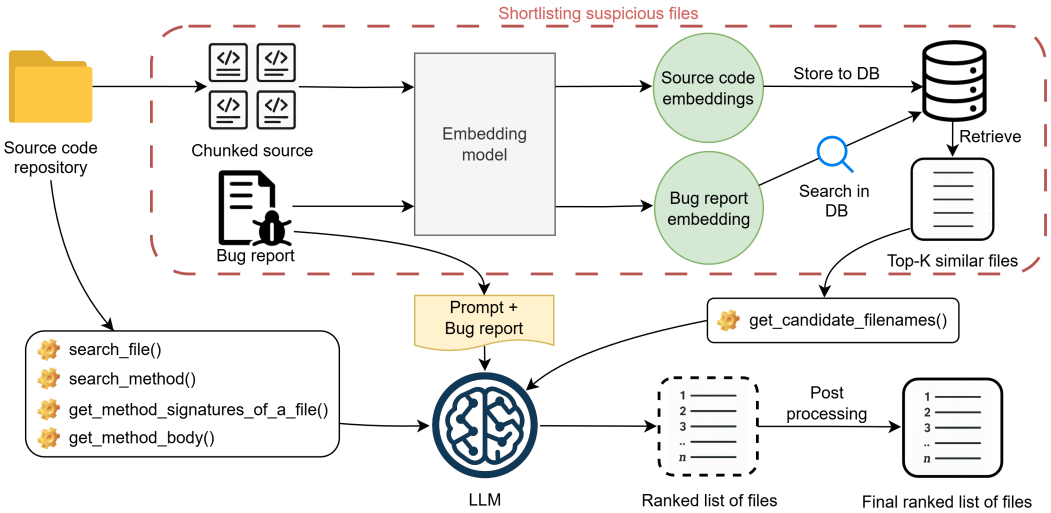 Shortlisting suspicious files
Source code
repository
Chunked source
Bug report
Embedding
model
Source code
embeddings
Bug report
embedding
Store to DB
Search in
DB
Retrieve
Top-K similar files
Prompt +
Bug report
get_candidate_filenames()
search_file()
search_method()
get_method_signatures_of_a_file()
get_method_body()
LLM
1
2
3
..
n
Ranked list of files
Post
processing
1
2
3
..
n
Final ranked list of files